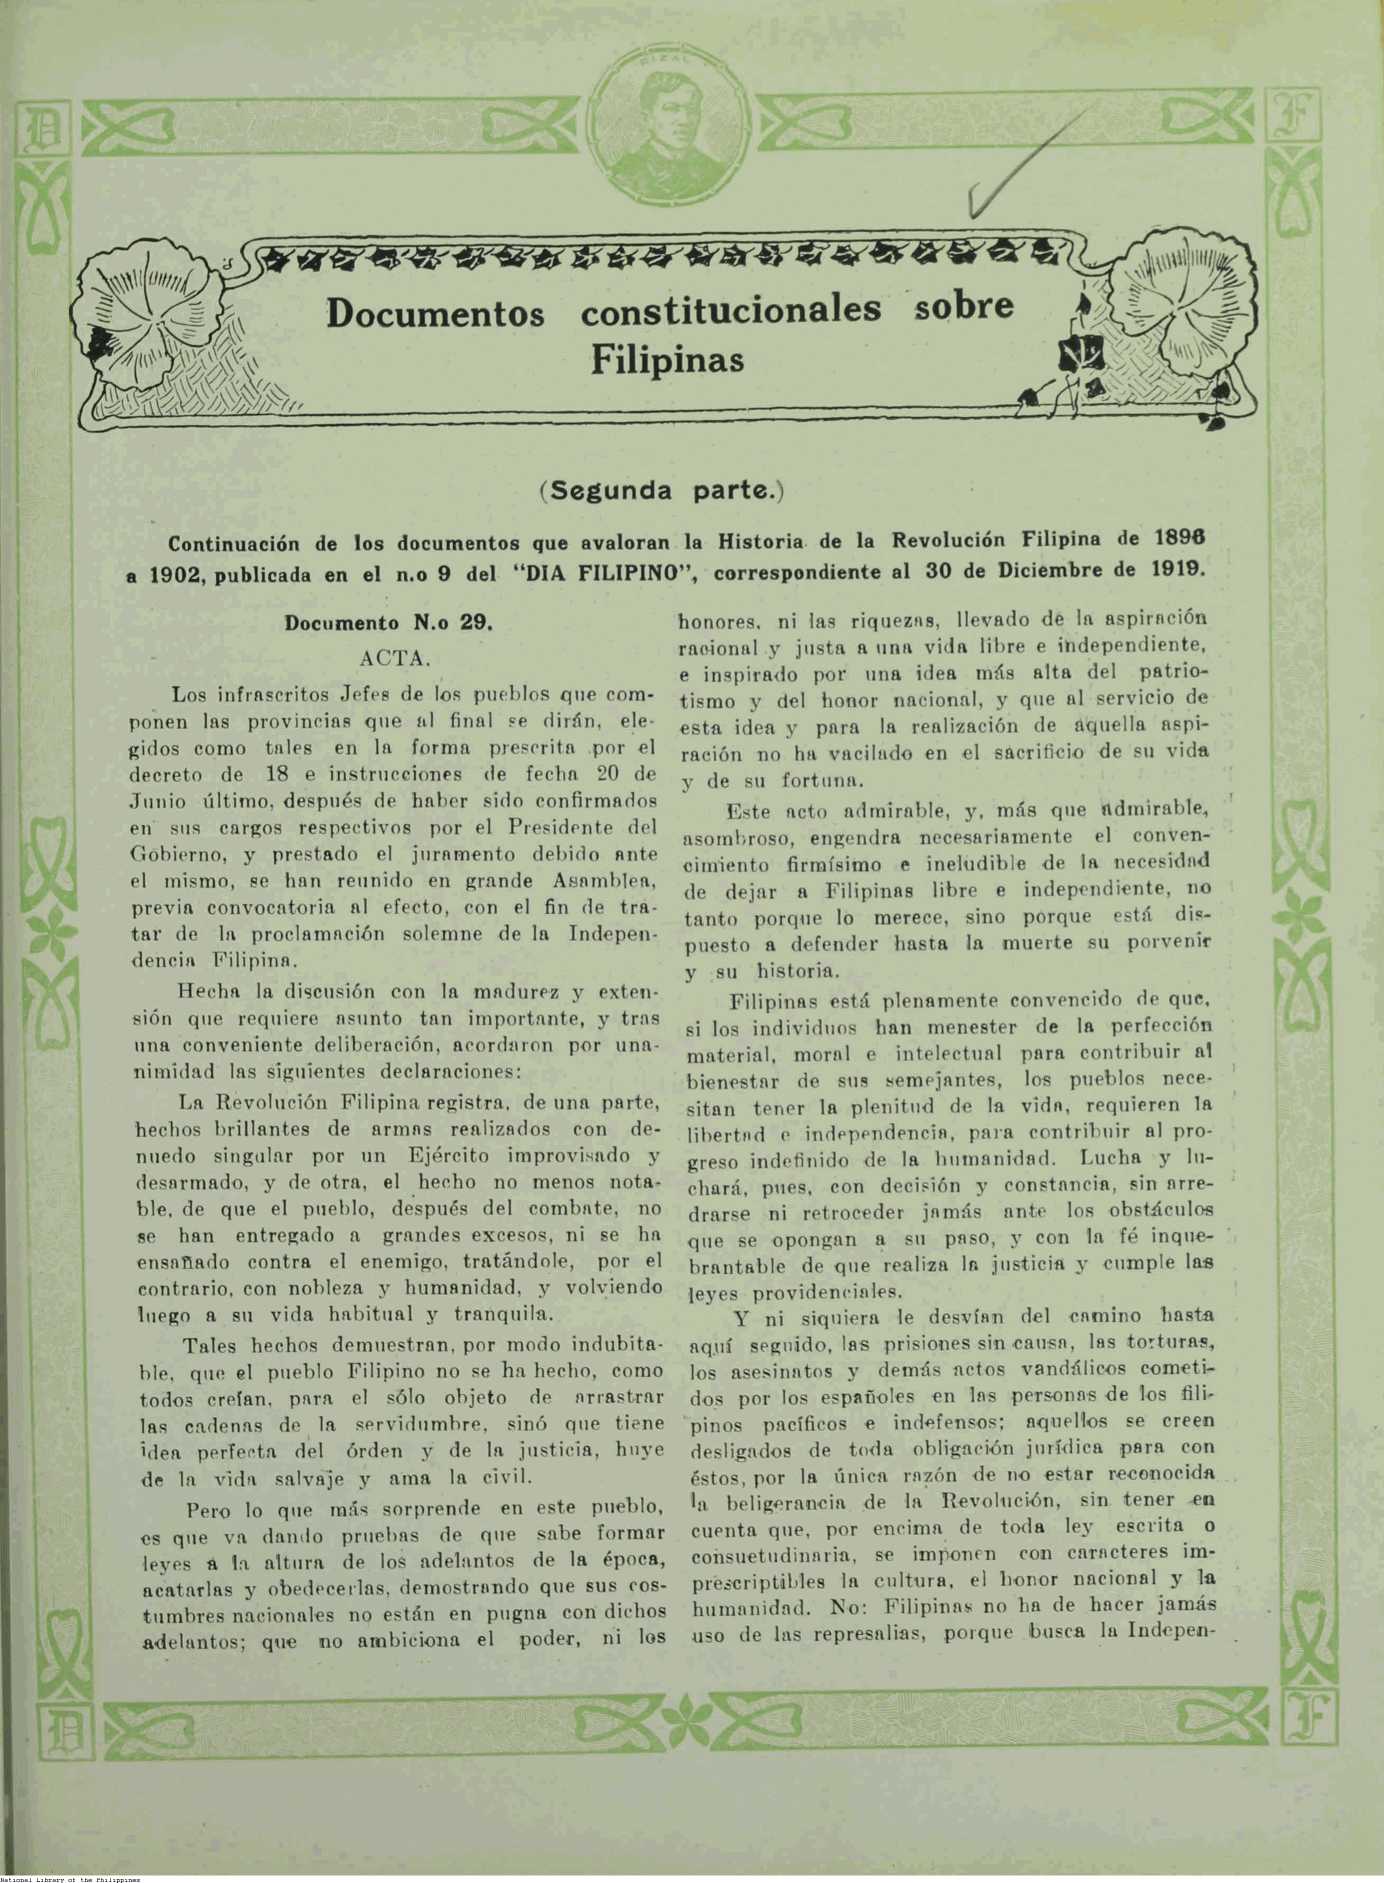 RIZAL
D
F
Documentos constitucionales sobre
Filipinas
(Segunda parte.)
Continuación de los documentos que avaloran la Historia de la Revolución Filipina de 1896
a 1902, publicada en el n.o 9 del "DIA FILIPINO", correspondiente al 30 de Diciembre de 1919.
Documento N.o 29.
ACTA.
Los infrascritos Jefes de los pueblos que com-
ponen las provincias que al final se dirán, ele-
gidos como tales en la forma prescrita por el
decreto de 18 e instrucciones de fecha 20 de
Junio último, después de haber sido confirmados
en sus cargos respectivos por el Presidente del
Gobierno, y prestado el juramento debido ante
el mismo, se han reunido en grande Asamblea,
previa convocatoria al efecto, con el fin de tra-
tar de la proclamación solemne de la Indepen-
dencia Filipina.
Hecha la discusión con la madurez y exten-
sión que requiere asunto tan importante, y tras
una conveniente deliberación, acordaron por una-
nimidad las siguientes declaraciones:
La Revolución Filipina registra, de una parte,
hechos brillantes de armas realizados con de-
nuedo singular por un Ejército improvisado y
desarmado, y de otra, el hecho no menos nota-
ble, de que el pueblo, después del combate, no
se han entregado a grandes excesos, ni se ha
ensañado contra el enemigo, tratándole, por el
contrario, con nobleza y humanidad, y volviendo
luego a su vida habitual y tranquila.
Tales hechos demuestran, por modo indubita-
ble, que el pueblo Filipino no se ha hecho, como
todos creían, para el sólo objeto de arrastrar
las cadenas de la servidumbre, sinó que tiene
idea perfecta del órden y de la justicia, huye
de la vida salvaje y ama la civil.
Pero lo que más sorprende en este pueblo,
es que va dando pruebas de que sabe formar
leyes a la altura de los adelantos de la época,
acatarlas y obedecerlas, demostrando que sus cos-
tumbres nacionales no están en pugna con dichos
adelantos; que no ambiciona el poder, ni los
honores, ni las riquezas, llevado de la aspiración
racional y justa a una vida libre e independiente,
e inspirado por una idea más alta del patrio-
tismo y del honor nacional, y que al servicio de
esta idea y para la realización de aquella aspi-
ración no ha vacilado en el sacrificio de su vida
y de su fortuna.
Este acto admirable, y, más que admirable,
asombroso, engendra necesariamente el conven-
cimiento firmísimo e ineludible de la necesidad
de dejar a Filipinas libre e independiente, no
tanto porque lo merece, sino porque está dis-
puesto a defender hasta la muerte su porvenir
y su historia.
Filipinas está plenamente convencido de que,
si los individuos han menester de la perfección
material, moral e intelectual para contribuir al
bienestar de sus semejantes, los pueblos nece-
sitan tener la plenitud de la vida, requieren la
libertad e independencia, para contribuir al pro-
greso indefinido de la humanidad. Lucha y lu-
chará, pues, con decisión y constancia, sin arre-
drarse ni retroceder jamás ante los obstáculos
que se opongan a su paso, y con la fé inque-
brantable de que realiza la justicia y cumple las
leyes providenciales.
Y ni siquiera le desvían del camino hasta
aquí seguido, las prisiones sin causa, las torturas,
los asesinatos y demás actos vandálicos cometi-
dos por los españoles en las personas de los fili-
pinos pacíficos e indefensos; aquellos se creen
desligados de toda obligación jurídica para con
éstos, por la única razón de no estar reconocida
la beligerancia de la Revolución, sin tener en
cuenta que, por encima de toda ley escrita o
consuetudinaria, se imponen con caracteres im-
prescriptibles la cultura, el honor nacional y la
humanidad. No: Filipinas no ha de hacer jamás
uso de las represalias, porque busca la Indepen-
D
F
National Library of the Philippines